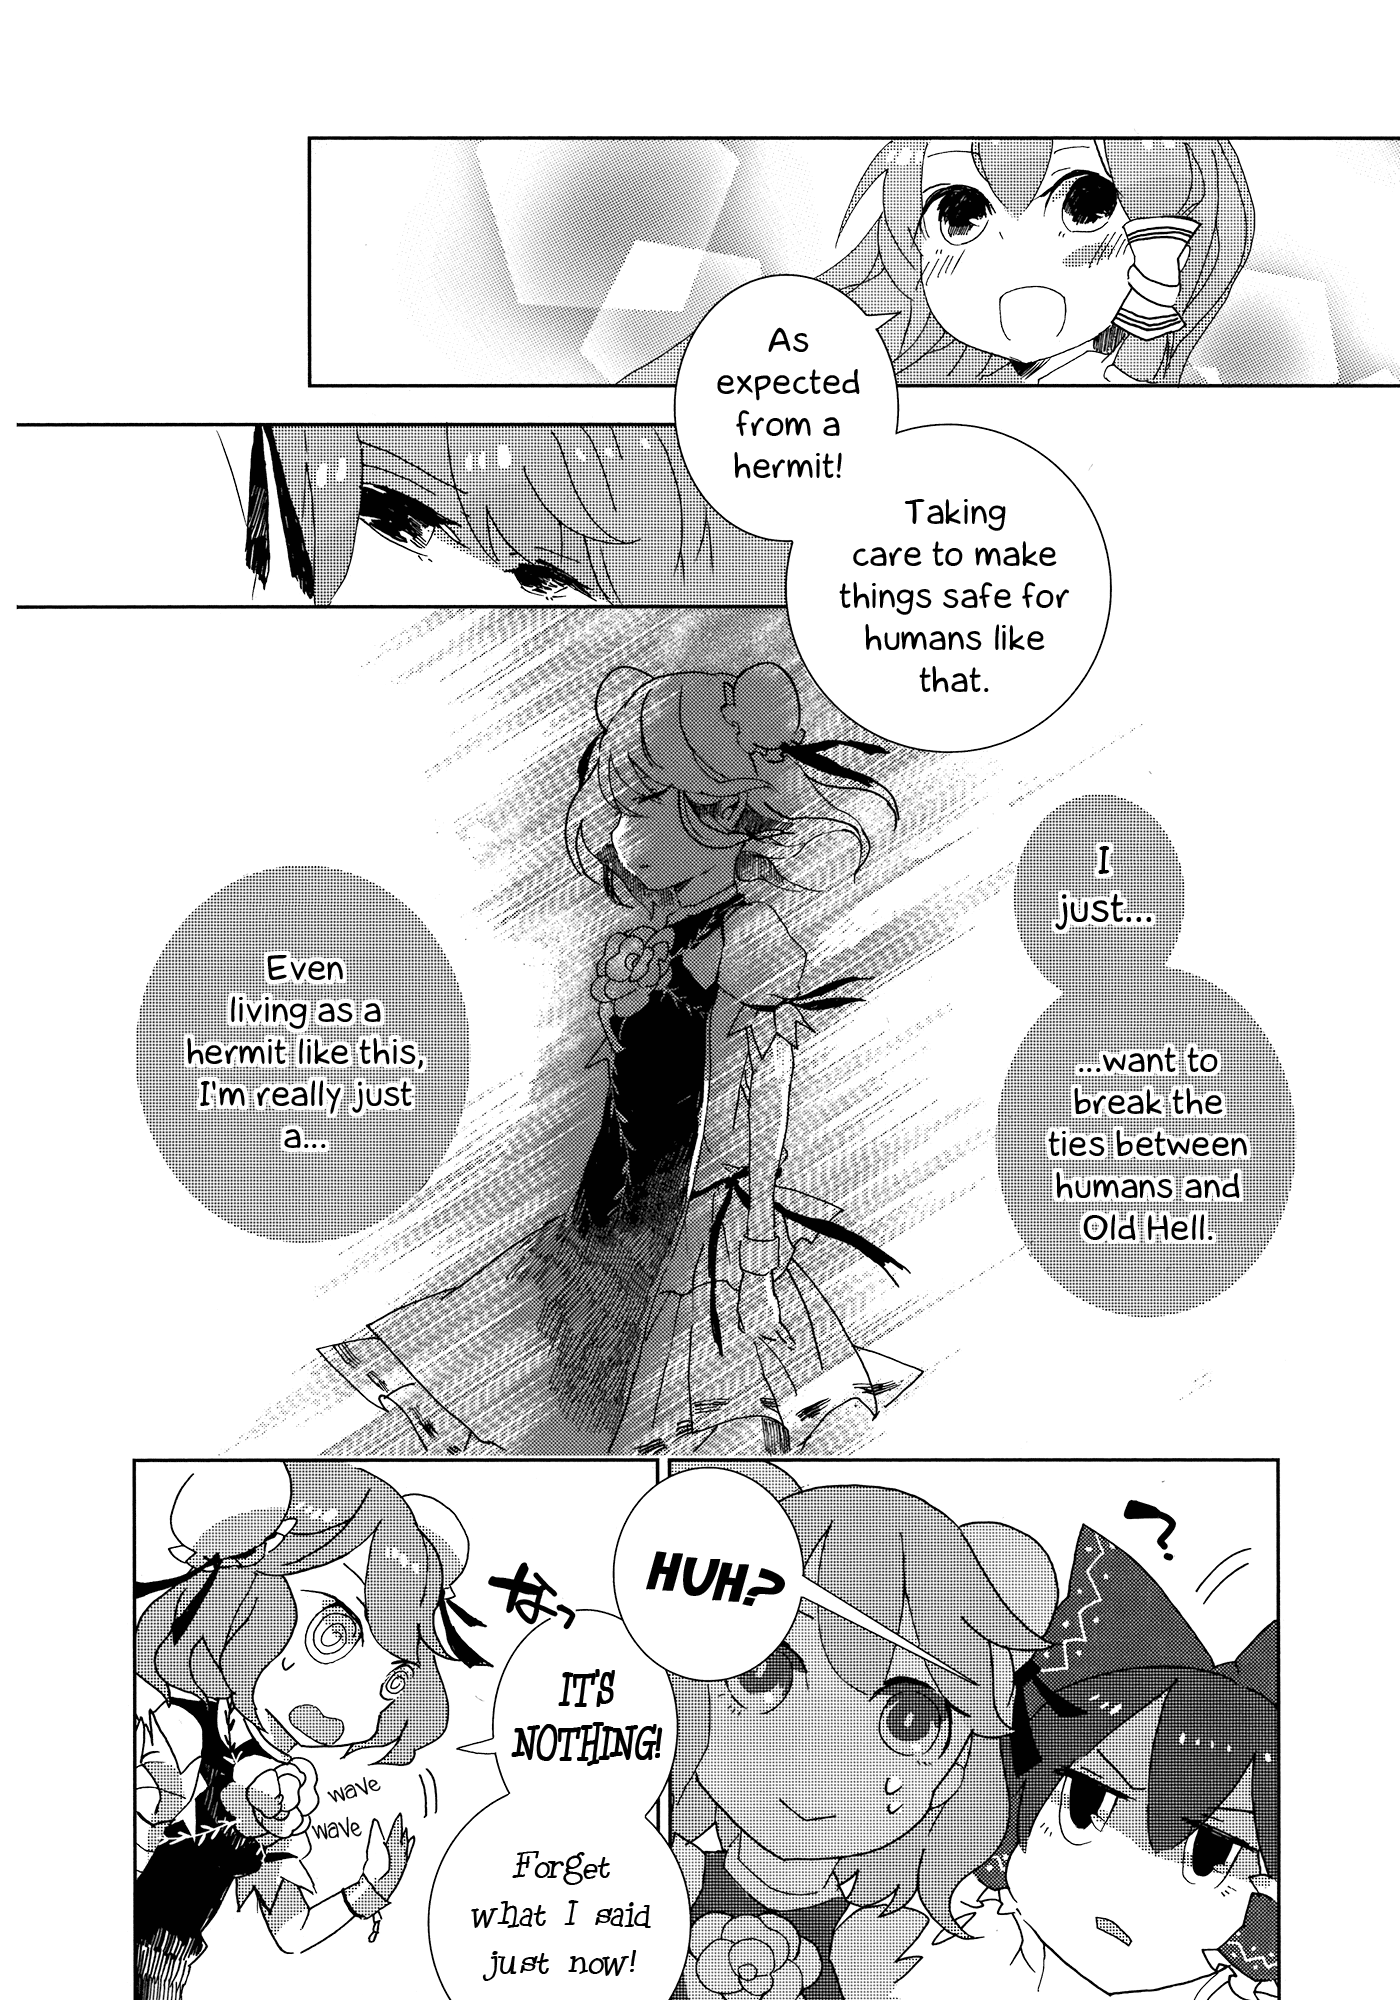 As
expected
from a
hermit!
Taking
care to make
things safe for
humans like
that.
I
just...
...want to
break the
ties between
humans and
Old Hell.
Even
living as a
hermit like this,
I'm really just
a...
?
HUH?
なっ
IT'S
NOTHING!
wave
wave
Forget
what I said
just now!